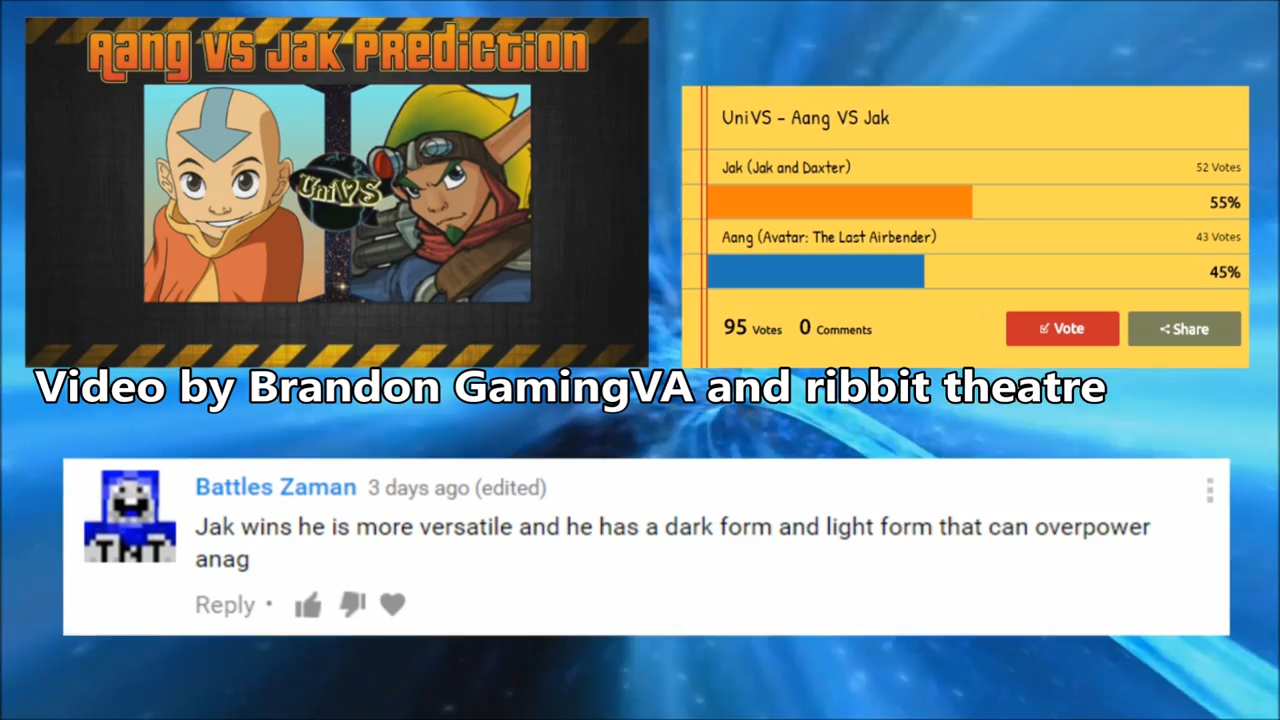 Aang VS Jak Prediction
UniVS
UniVS - Aang VS Jak
Jak (Jak and Daxter) 52 Votes
55%
Aang (Avatar: The Last Airbender) 43 Votes
45%
95 Votes 0 Comments Vote Share
Video by Brandon GamingVA and ribbit theatre
Battles Zaman 3 days ago (edited)
Jak wins he is more versatile and he has a dark form and light form that can overpower
anag
TNT
Reply •